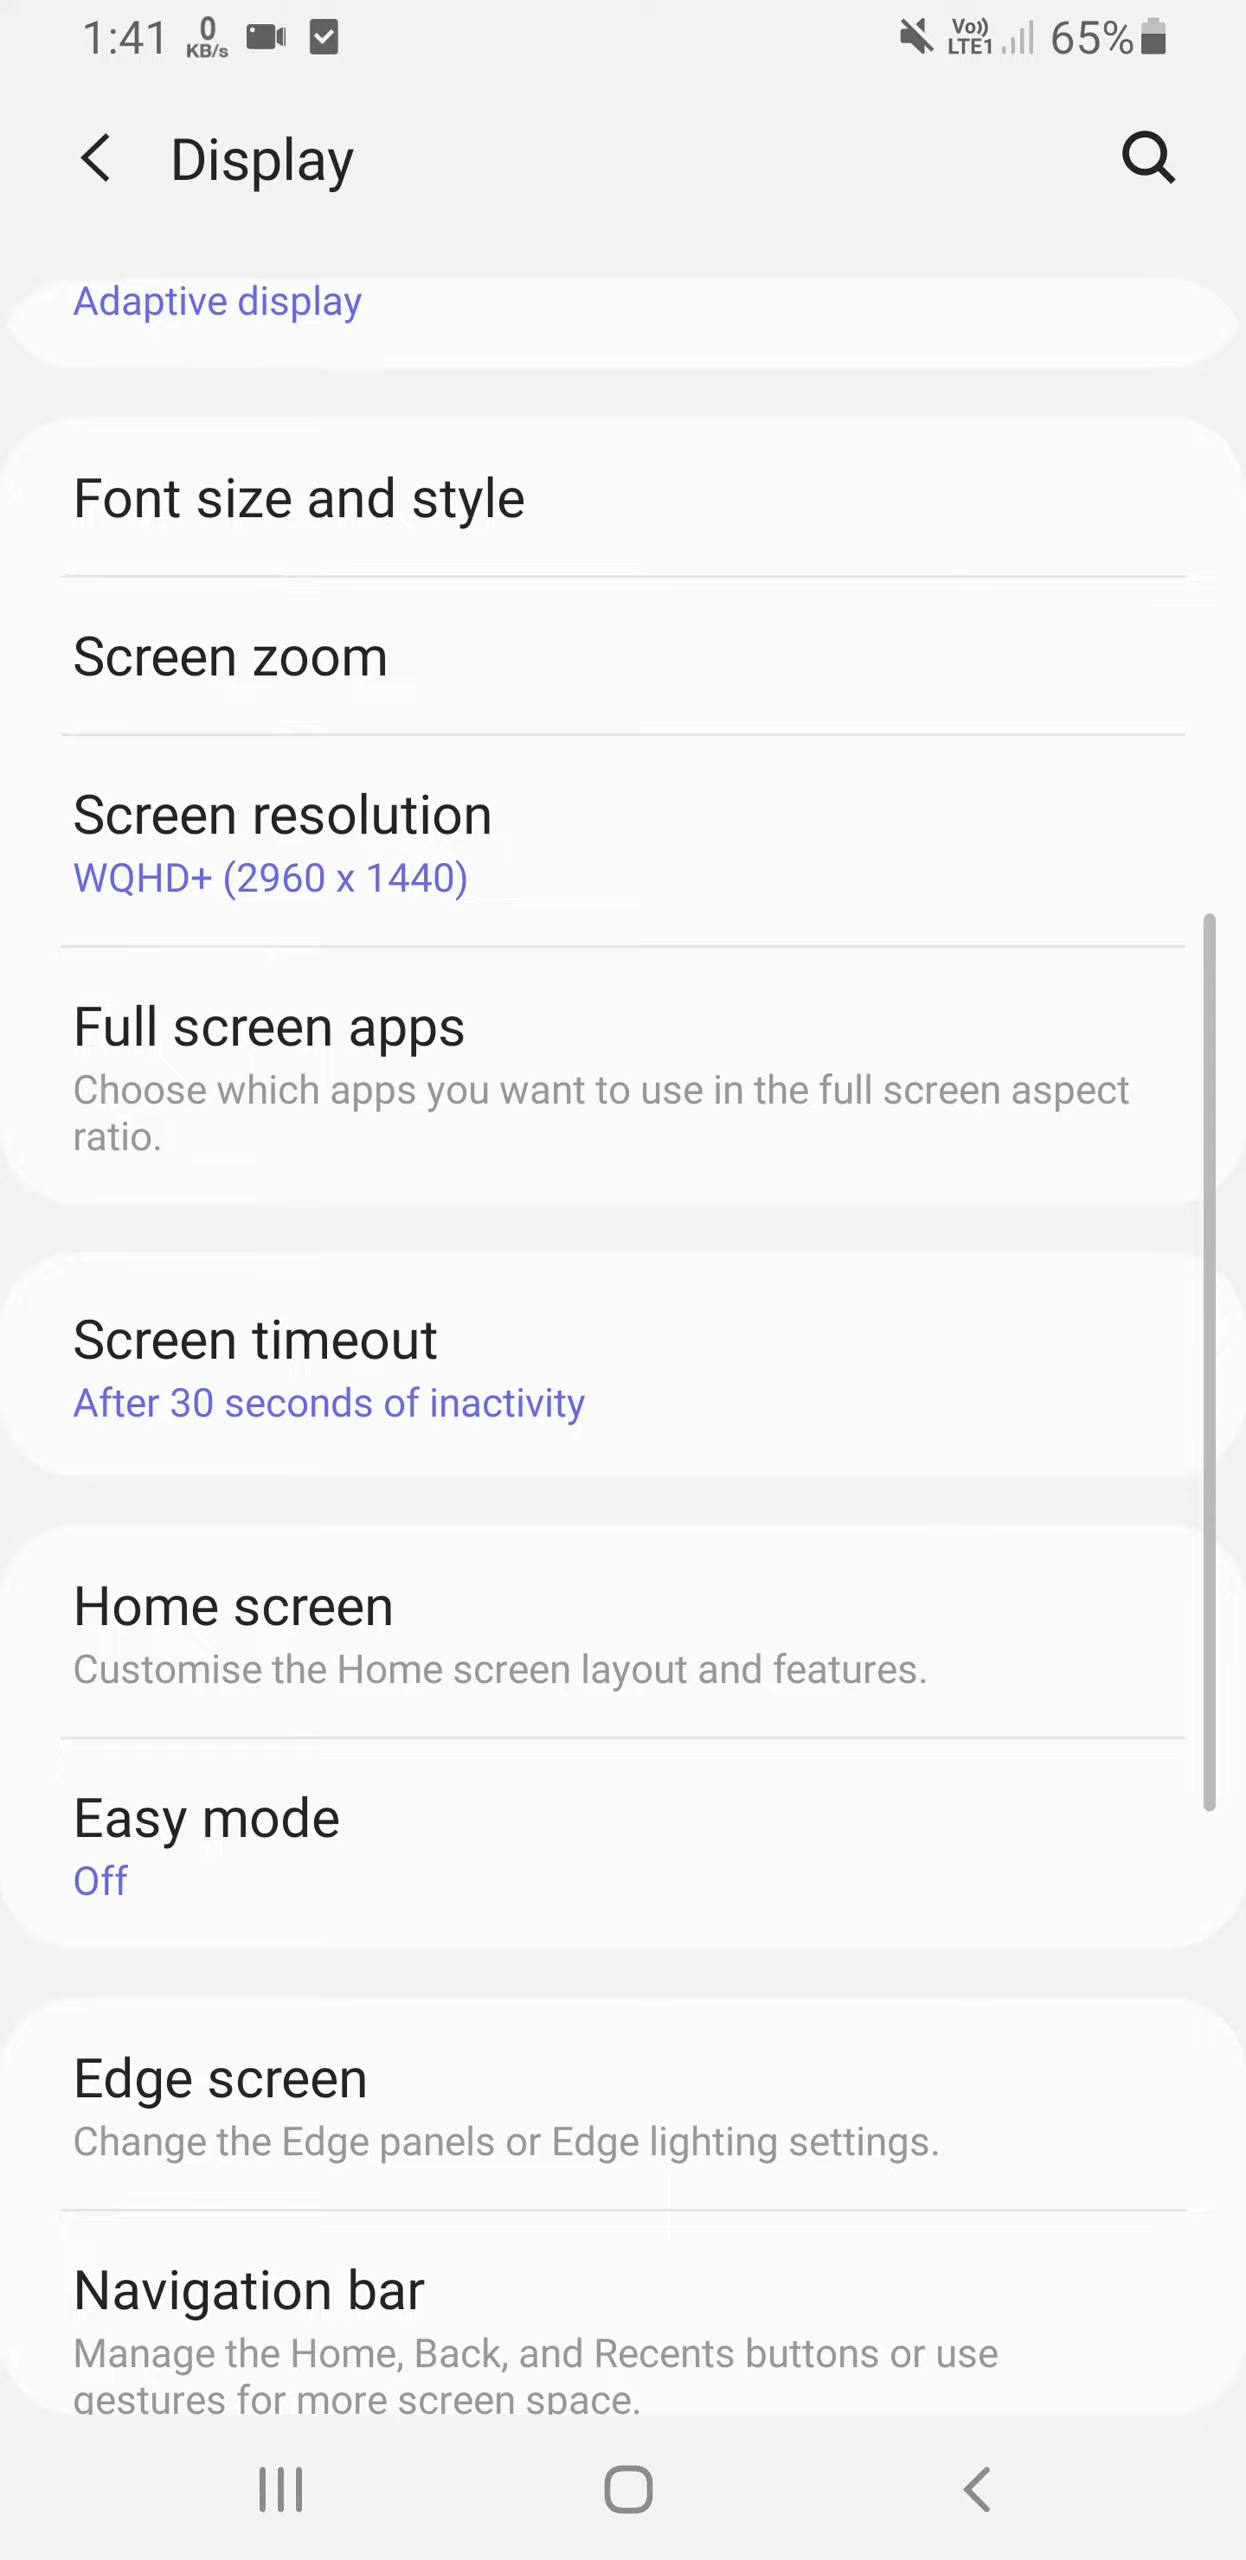 1:41 0 KB/s Vo)) LTE1 65%
Display
Adaptive display
Font size and style
Screen zoom
Screen resolution
WQHD+ (2960 x 1440)
Full screen apps
Choose which apps you want to use in the full screen aspect
ratio.
Screen timeout
After 30 seconds of inactivity
Home screen
Customise the Home screen layout and features.
Easy mode
Off
Edge screen
Change the Edge panels or Edge lighting settings.
Navigation bar
Manage the Home, Back, and Recents buttons or use
gestures for more screen space.